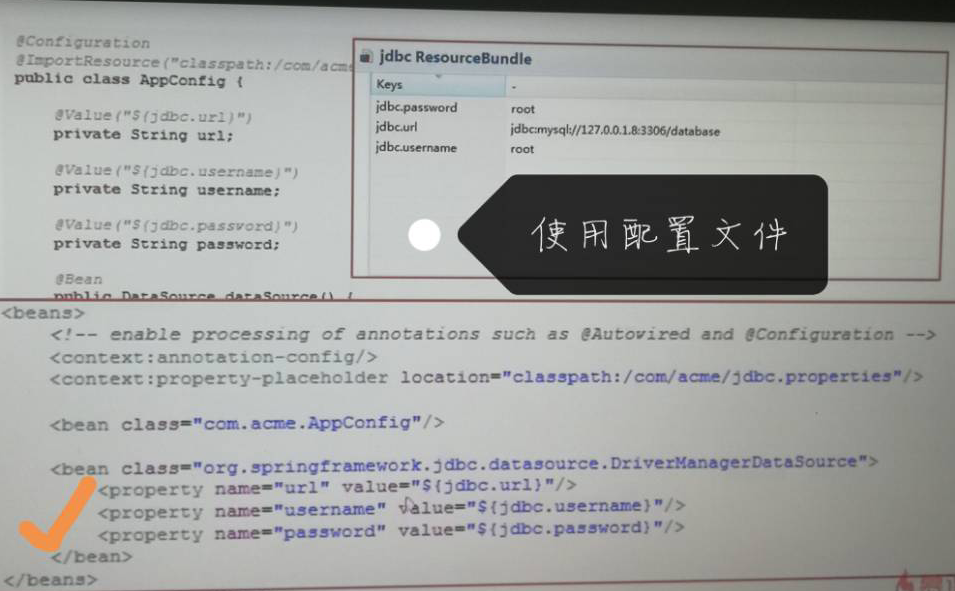 @Configuration
@ImportResource("classpath:/com/acme
public class AppConfig {
@Value("${jdbc.url}")
private String url;
@Value("${jdbc.username}")
private String username;
@Value("${jdbc.password}")
private String password;
@Bean
public DataSource dataSource() {
jdbc ResourceBundle
Keys
jdbc.password root
jdbc.url jdbc:mysql://127.0.0.1.8:3306/database
jdbc.username root
使用配置文件
<beans>
<!-- enable processing of annotations such as @Autowired and @Configuration -->
<context:annotation-config/>
<context:property-placeholder location="classpath:/com/acme/jdbc.properties"/>
<bean class="com.acme.AppConfig"/>
<bean class="org.springframework.jdbc.datasource.DriverManagerDataSource">
<property name="url" value="${jdbc.url}"/>
<property name="username" value="${jdbc.username}"/>
<property name="password" value="${jdbc.password}"/>
</bean>
</beans>